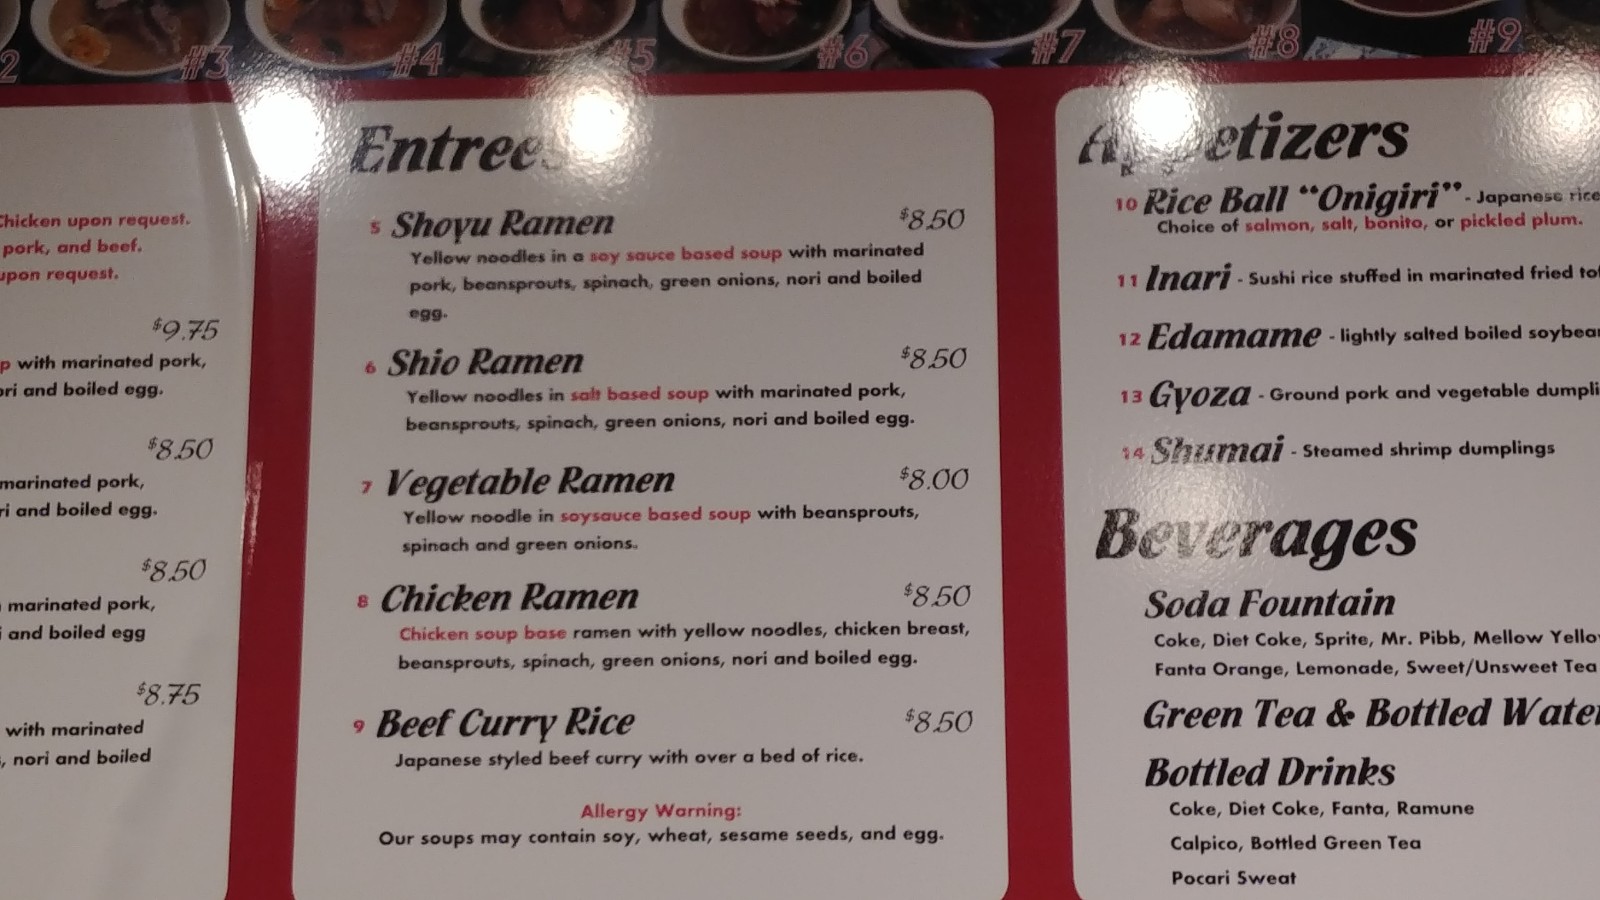 #3
#4
#5
#6
#7
#8
#9
Chicken upon request.
pork, and beef.
upon request.
$9.75
with marinated pork,
and boiled egg.
$8.50
marinated pork,
and boiled egg.
$8.50
marinated pork,
and boiled egg
$8.75
with marinated
nori and boiled
Entrees
5 Shoyu Ramen $8.50
Yellow noodles in a soy sauce based soup with marinated
pork, beansprouts, spinach, green onions, nori and boiled
egg.
6 Shio Ramen $8.50
Yellow noodles in salt based soup with marinated pork,
beansprouts, spinach, green onions, nori and boiled egg.
7 Vegetable Ramen $8.00
Yellow noodle in soysauce based soup with beansprouts,
spinach and green onions.
8 Chicken Ramen $8.50
Chicken soup base ramen with yellow noodles, chicken breast,
beansprouts, spinach, green onions, nori and boiled egg.
9 Beef Curry Rice $8.50
Japanese styled beef curry with over a bed of rice.
Allergy Warning:
Our soups may contain soy, wheat, sesame seeds, and egg.
Appetizers
10 Rice Ball “Onigiri” - Japanese rice
Choice of salmon, salt, bonito, or pickled plum.
11 Inari - Sushi rice stuffed in marinated fried
12 Edamame - lightly salted boiled
13 Gyoza - Ground pork and vegetable
14 Shumai - Steamed shrimp dumplings
Beverages
Soda Fountain
Coke, Diet Coke, Sprite, Mr. Pibb, Mellow
Fanta Orange, Lemonade, Sweet/Unsweet Tea
Green Tea & Bottled Water
Bottled Drinks
Coke, Diet Coke, Fanta, Ramune
Calpico, Bottled Green Tea
Pocari Sweat